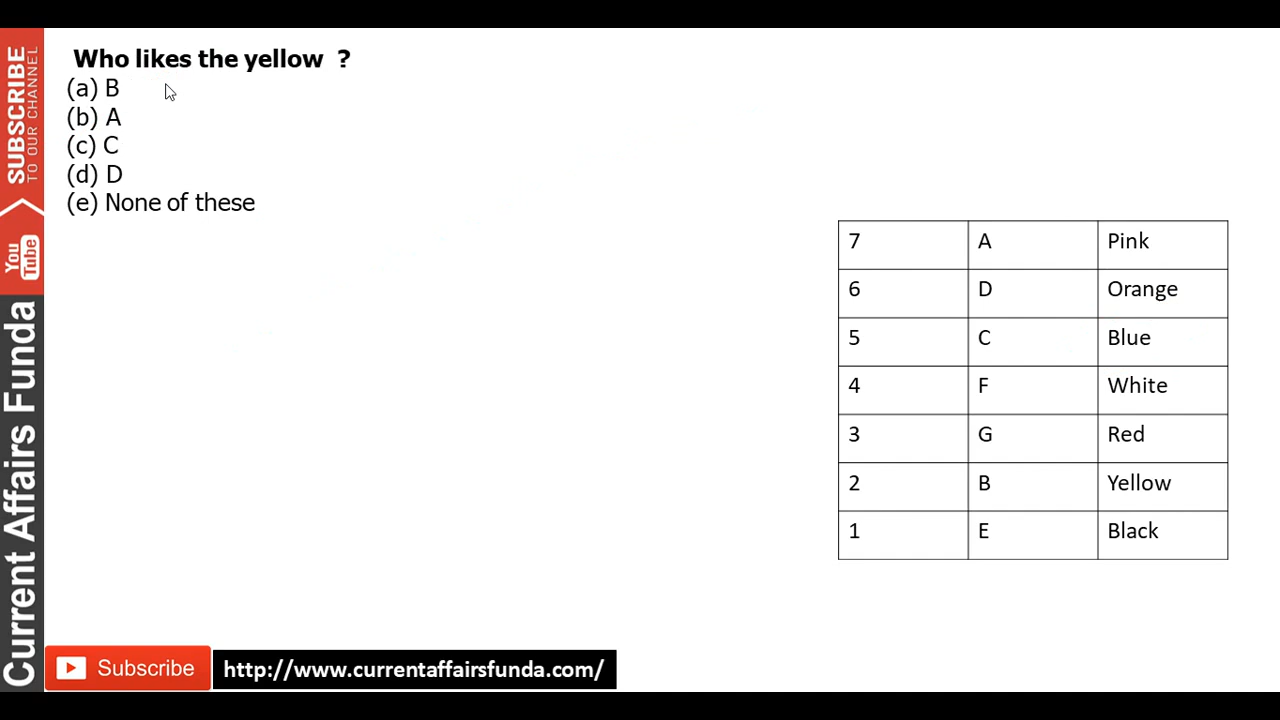 Who likes the yellow ?
(a) B
(b) A
(c) C
(d) D
(e) None of these
7 A Pink
6 D Orange
5 C Blue
4 F White
3 G Red
2 B Yellow
1 E Black
SUBSCRIBE
TO OUR CHANNEL
You
Tube
Current Affairs Funda
Subscribe
http://www.currentaffairsfunda.com/